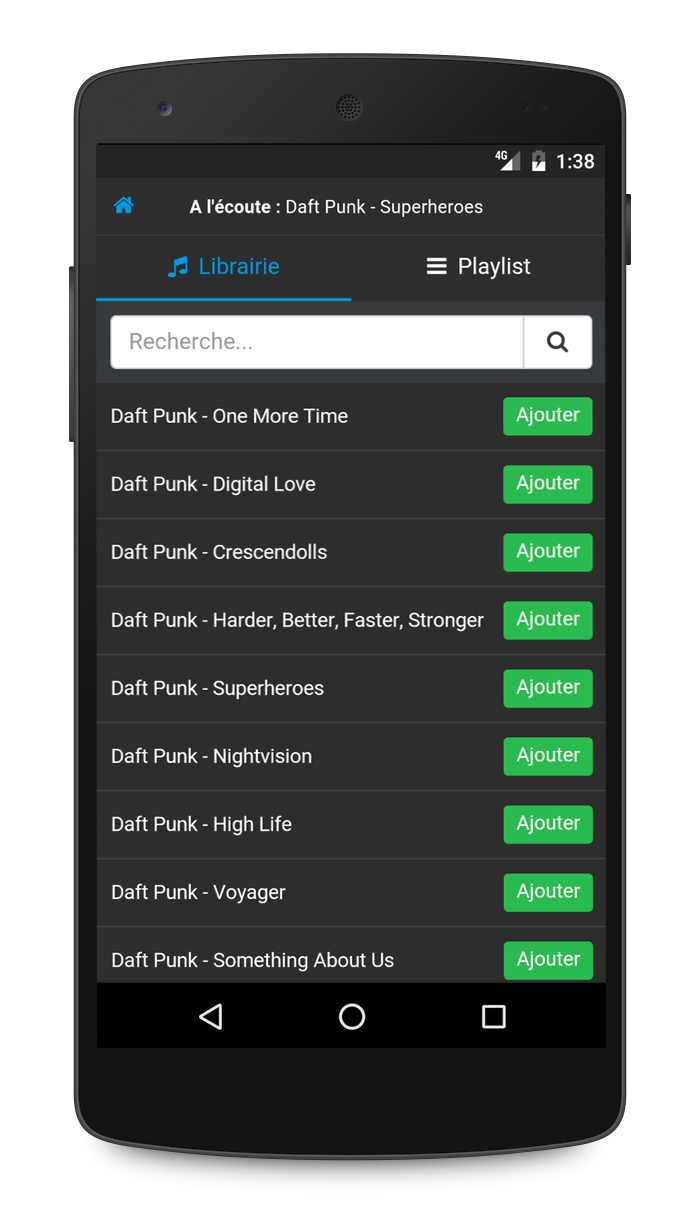 4G 1:38
A l'écoute : Daft Punk - Superheroes
Librairie Playlist
Recherche...
Daft Punk - One More Time Ajouter
Daft Punk - Digital Love Ajouter
Daft Punk - Crescendolls Ajouter
Daft Punk - Harder, Better, Faster, Stronger Ajouter
Daft Punk - Superheroes Ajouter
Daft Punk - Nightvision Ajouter
Daft Punk - High Life Ajouter
Daft Punk - Voyager Ajouter
Daft Punk - Something About Us Ajouter